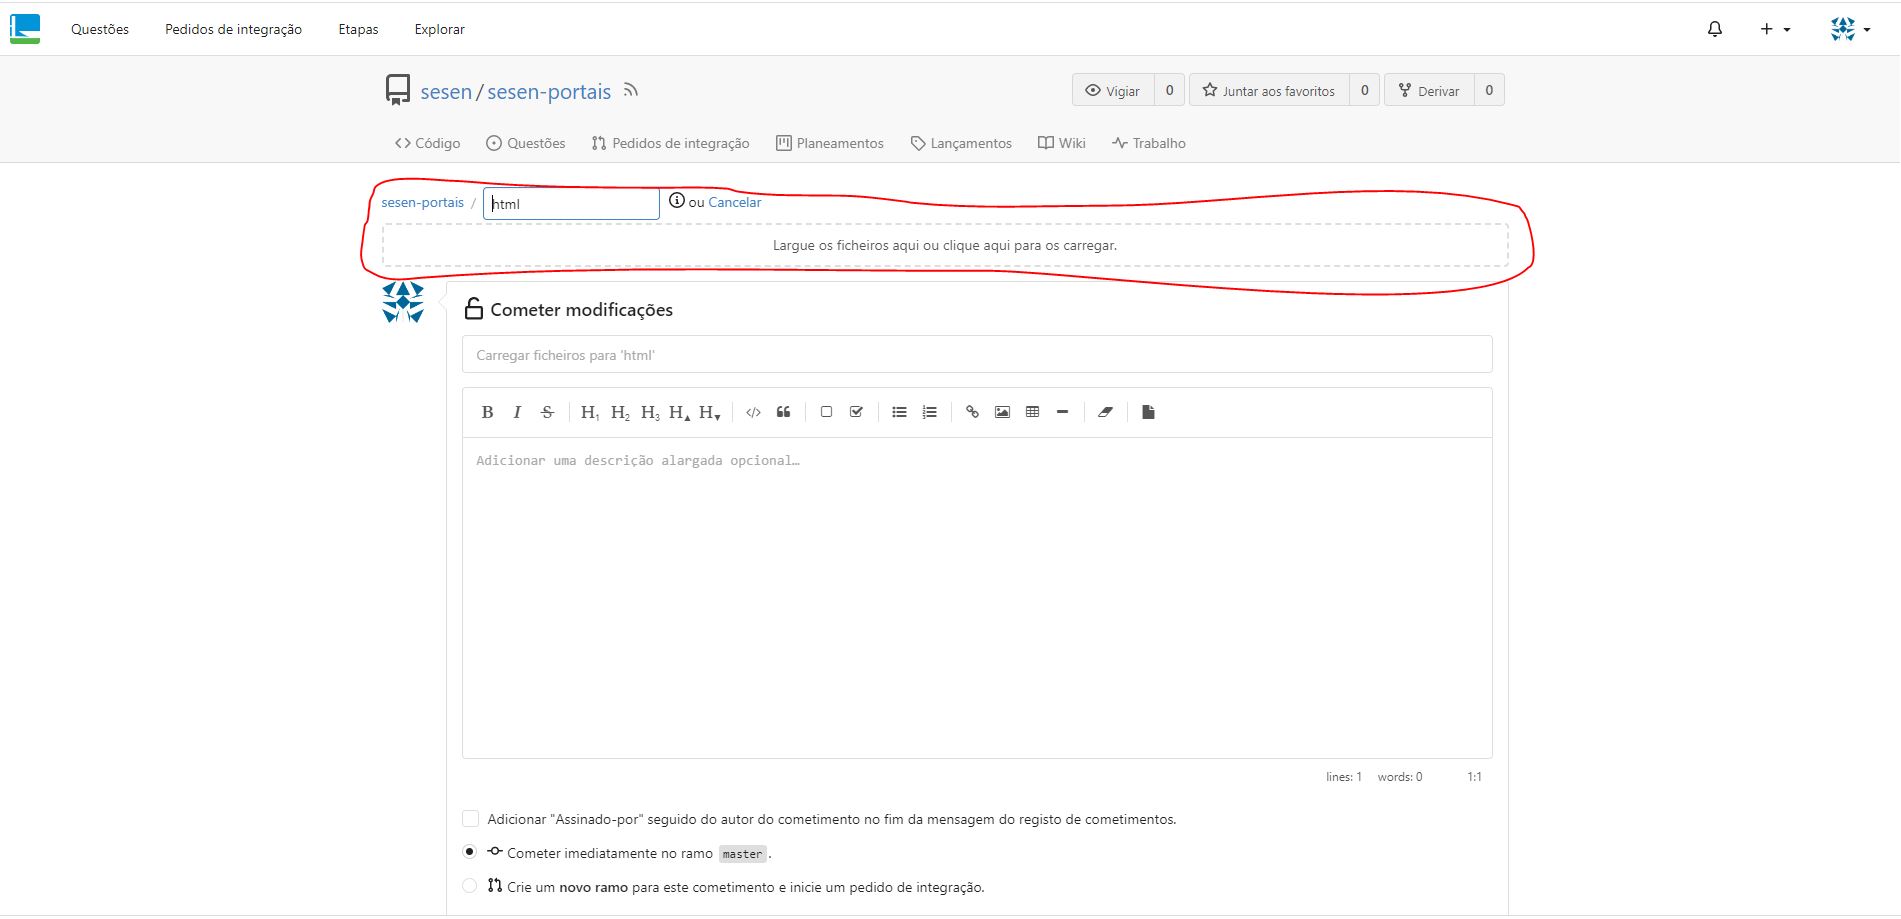 Questões Pedidos de integração Etapas Explorar
sesen / sesen-portais Vigiar 0 Juntar aos favoritos 0 Derivar 0
Código Questões Pedidos de integração Planeamentos Lançamentos Wiki Trabalho
sesen-portais / html ou Cancelar
Largue os ficheiros aqui ou clique aqui para os carregar.
Cometer modificações
Carregar ficheiros para 'html'
B I S H1 H2 H3 H▲ H▼
Adicionar uma descrição alargada opcional…
lines: 1 words: 0 1:1
Adicionar "Assinado-por" seguido do autor do cometimento no fim da mensagem do registo de cometimentos.
Cometer imediatamente no ramo master.
Crie um novo ramo para este cometimento e inicie um pedido de integração.